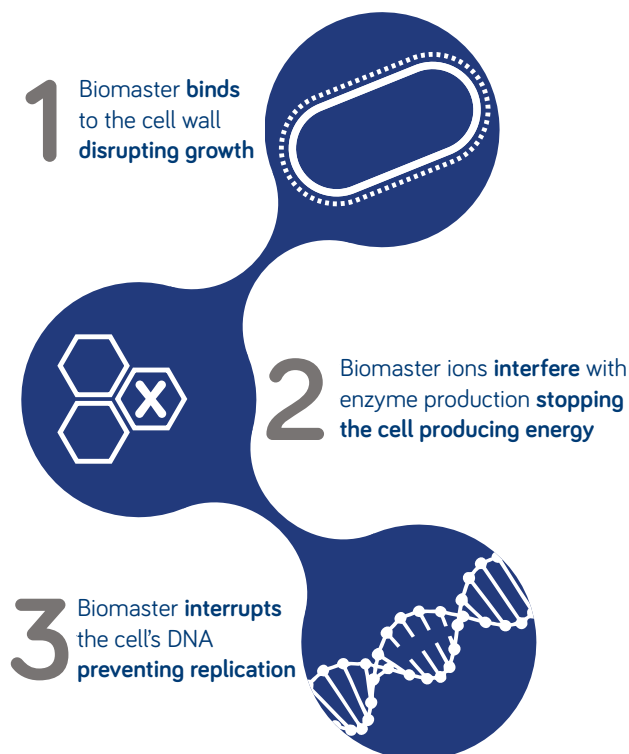 1
Biomaster binds
to the cell wall
disrupting growth
X
2
Biomaster ions interfere with
enzyme production stopping
the cell producing energy
3
Biomaster interrupts
the cell's DNA
preventing replication